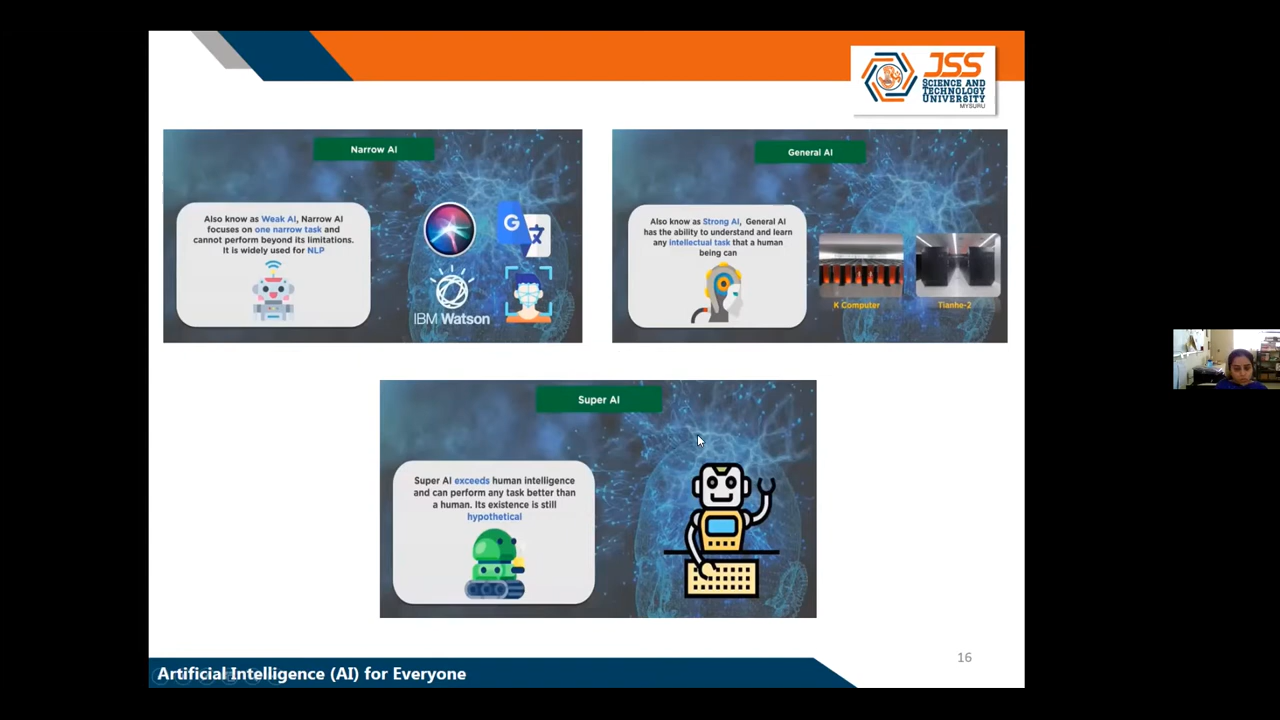 JSS
SCIENCE AND
TECHNOLOGY
UNIVERSITY
MYSURU
Narrow AI
Also know as Weak AI, Narrow AI
focuses on one narrow task and
cannot perform beyond its limitations.
It is widely used for NLP
G
IBM Watson
General AI
Also know as Strong AI, General AI
has the ability to understand and learn
any intellectual task that a human
being can
K Computer
Tianhe-2
Super AI
Super AI exceeds human intelligence
and can perform any task better than
a human. Its existence is still
hypothetical
16
Artificial Intelligence (AI) for Everyone